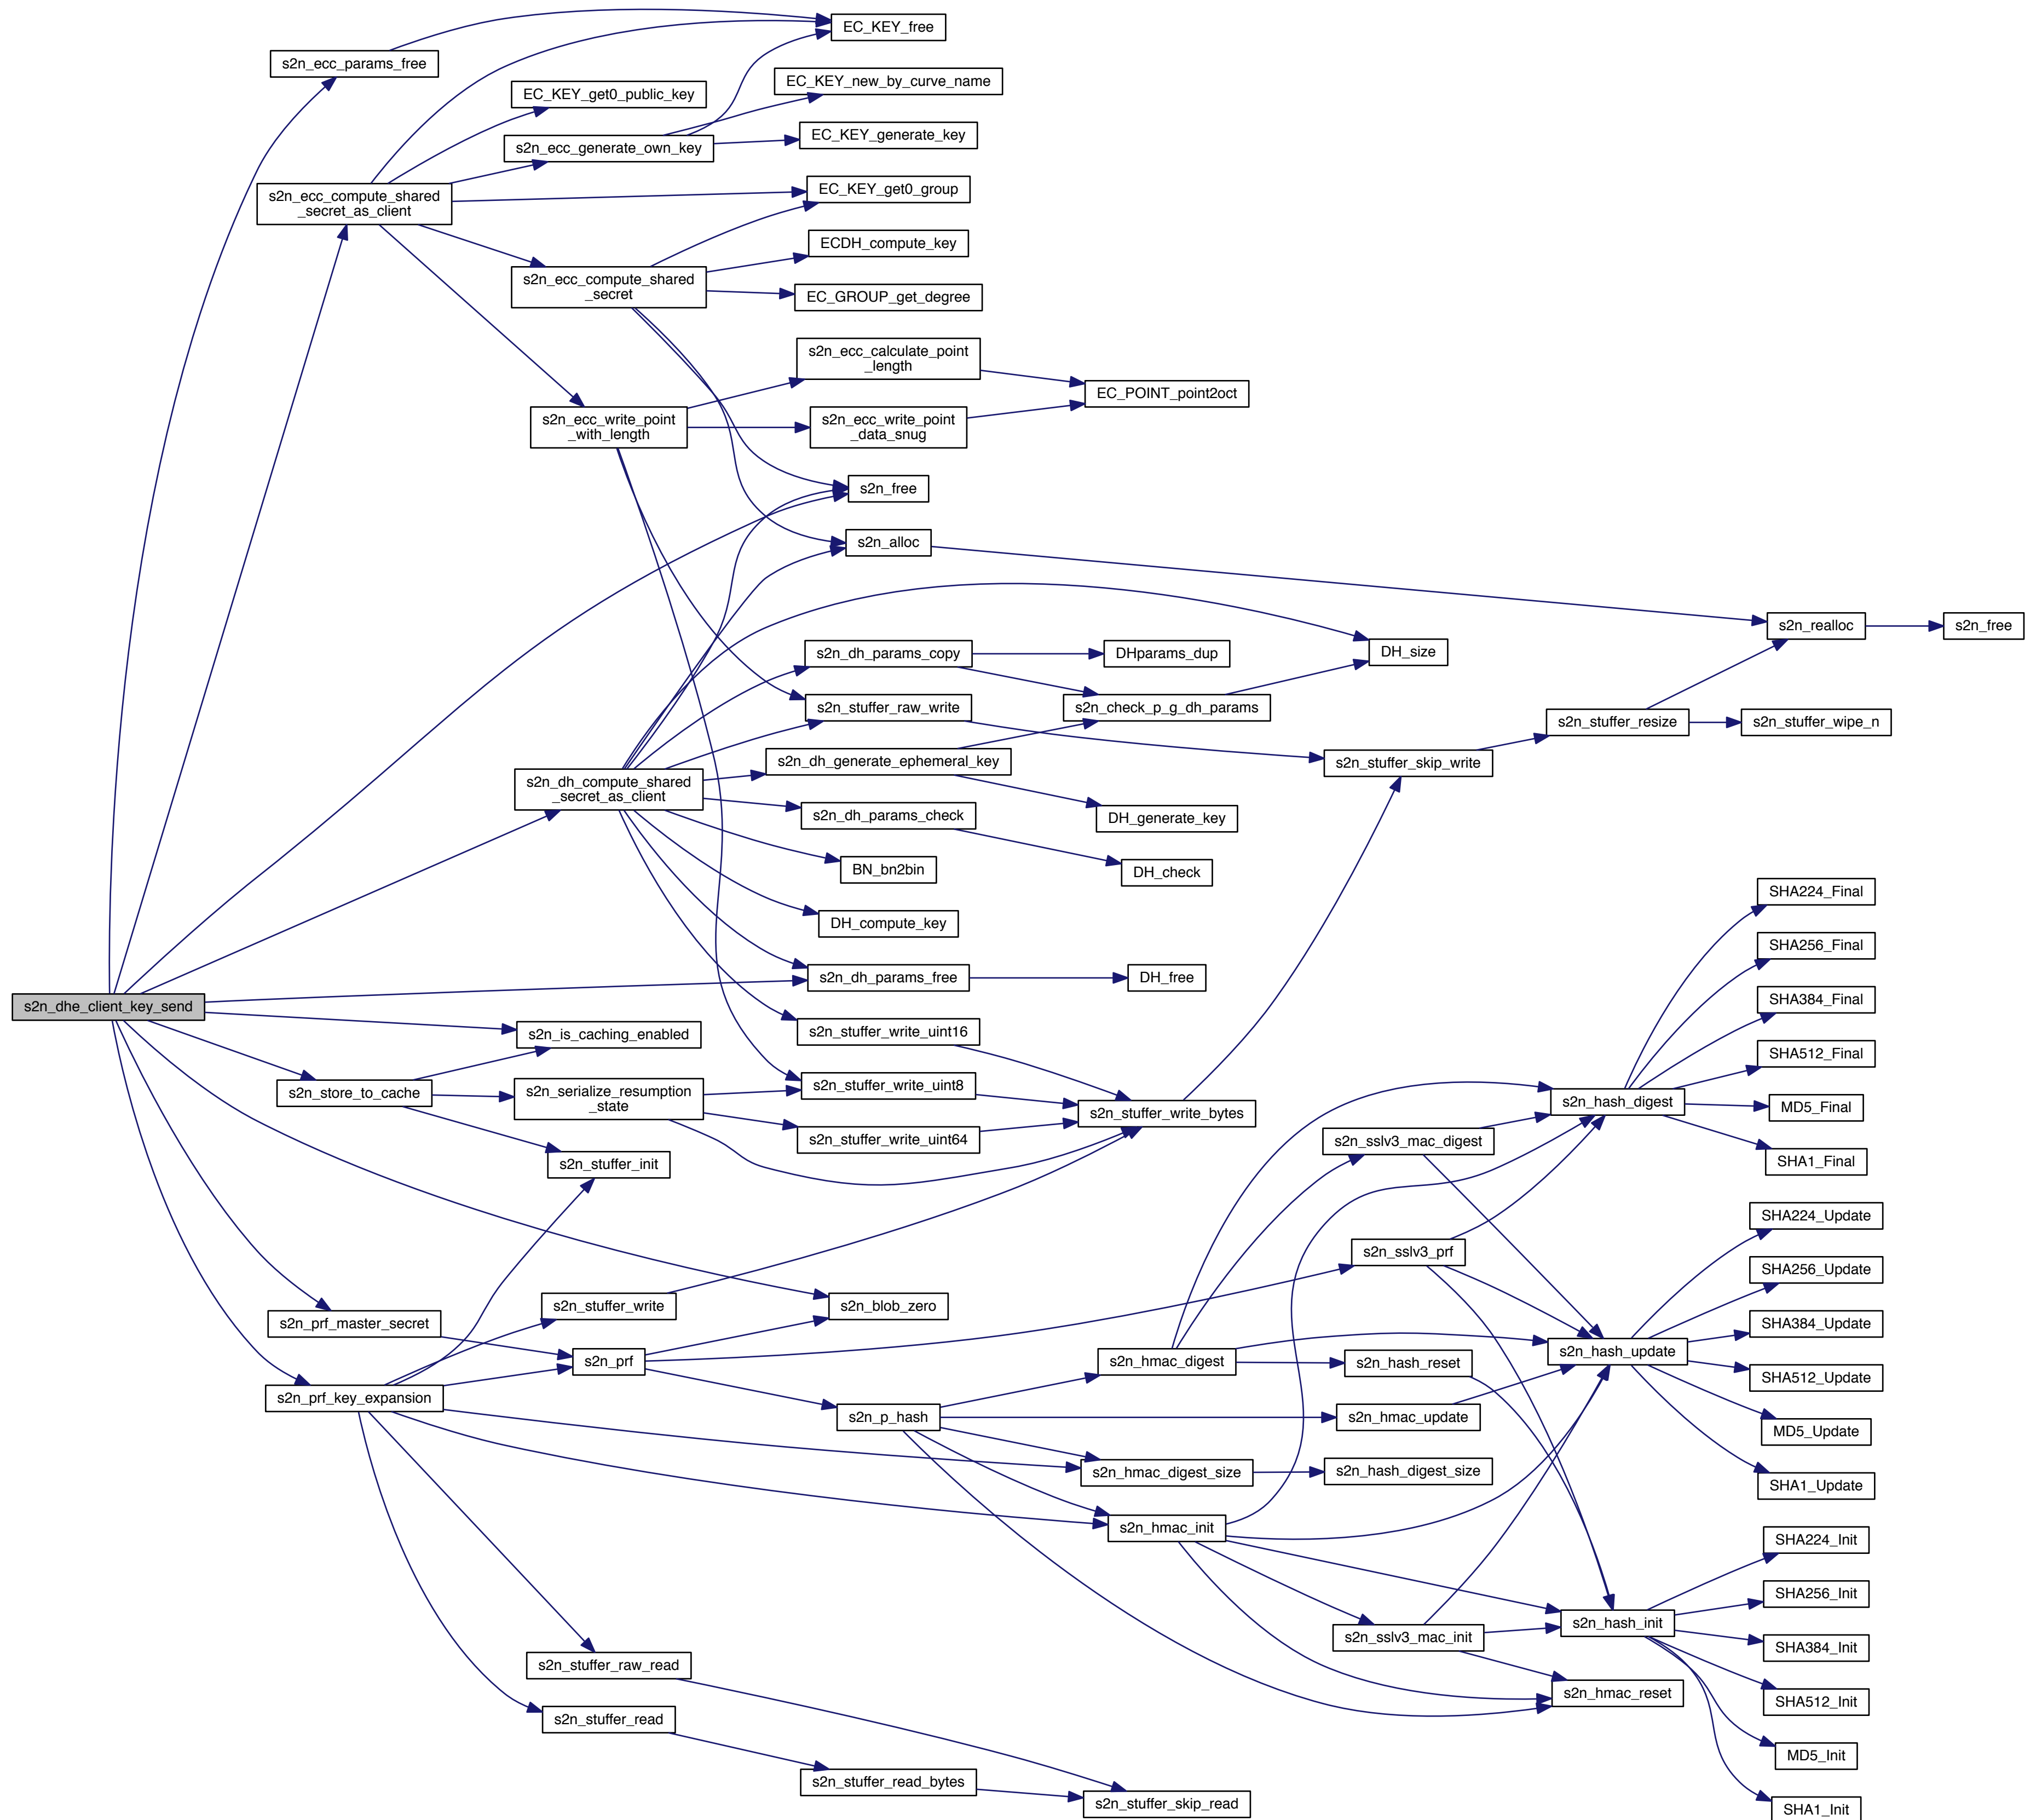 EC_KEY_free
s2n_ecc_params_free
EC_KEY_new_by_curve_name
EC_KEY_get0_public_key
EC_KEY_generate_key
s2n_ecc_generate_own_key
EC_KEY_get0_group
s2n_ecc_compute_shared
_secret_as_client
ECDH_compute_key
s2n_ecc_compute_shared
_secret
EC_GROUP_get_degree
s2n_ecc_calculate_point
_length
EC_POINT_point2oct
s2n_ecc_write_point
_with_length
s2n_ecc_write_point
_data_snug
s2n_free
s2n_alloc
s2n_realloc
s2n_free
s2n_dh_params_copy
DHparams_dup
DH_size
s2n_stuffer_raw_write
s2n_check_p_g_dh_params
s2n_stuffer_resize
s2n_stuffer_wipe_n
s2n_dh_generate_ephemeral_key
s2n_stuffer_skip_write
s2n_dh_compute_shared
_secret_as_client
s2n_dh_params_check
DH_generate_key
BN_bn2bin
DH_check
SHA224_Final
DH_compute_key
SHA256_Final
s2n_dh_params_free
DH_free
SHA384_Final
s2n_dhe_client_key_send
s2n_is_caching_enabled
s2n_stuffer_write_uint16
SHA512_Final
s2n_store_to_cache
s2n_serialize_resumption
_state
s2n_stuffer_write_uint8
s2n_stuffer_write_bytes
s2n_hash_digest
MD5_Final
s2n_stuffer_write_uint64
s2n_sslv3_mac_digest
s2n_stuffer_init
SHA1_Final
SHA224_Update
s2n_sslv3_prf
SHA256_Update
s2n_stuffer_write
s2n_blob_zero
s2n_prf_master_secret
SHA384_Update
s2n_prf
s2n_hmac_digest
s2n_hash_reset
s2n_hash_update
SHA512_Update
s2n_prf_key_expansion
s2n_p_hash
s2n_hmac_update
MD5_Update
s2n_hmac_digest_size
s2n_hash_digest_size
SHA1_Update
s2n_hmac_init
SHA224_Init
SHA256_Init
s2n_sslv3_mac_init
s2n_hash_init
SHA384_Init
s2n_stuffer_raw_read
s2n_hmac_reset
SHA512_Init
s2n_stuffer_read
MD5_Init
s2n_stuffer_read_bytes
s2n_stuffer_skip_read
SHA1_Init